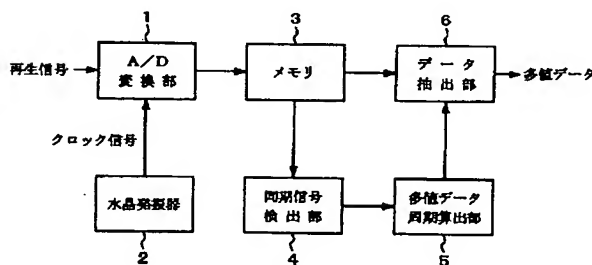 1
3
6
再生信号
A/D
変換部
メモリ
データ
抽出部
多値データ
クロック信号
水晶発振器
同期信号
検出部
多値データ
周期算出部
2
4
5